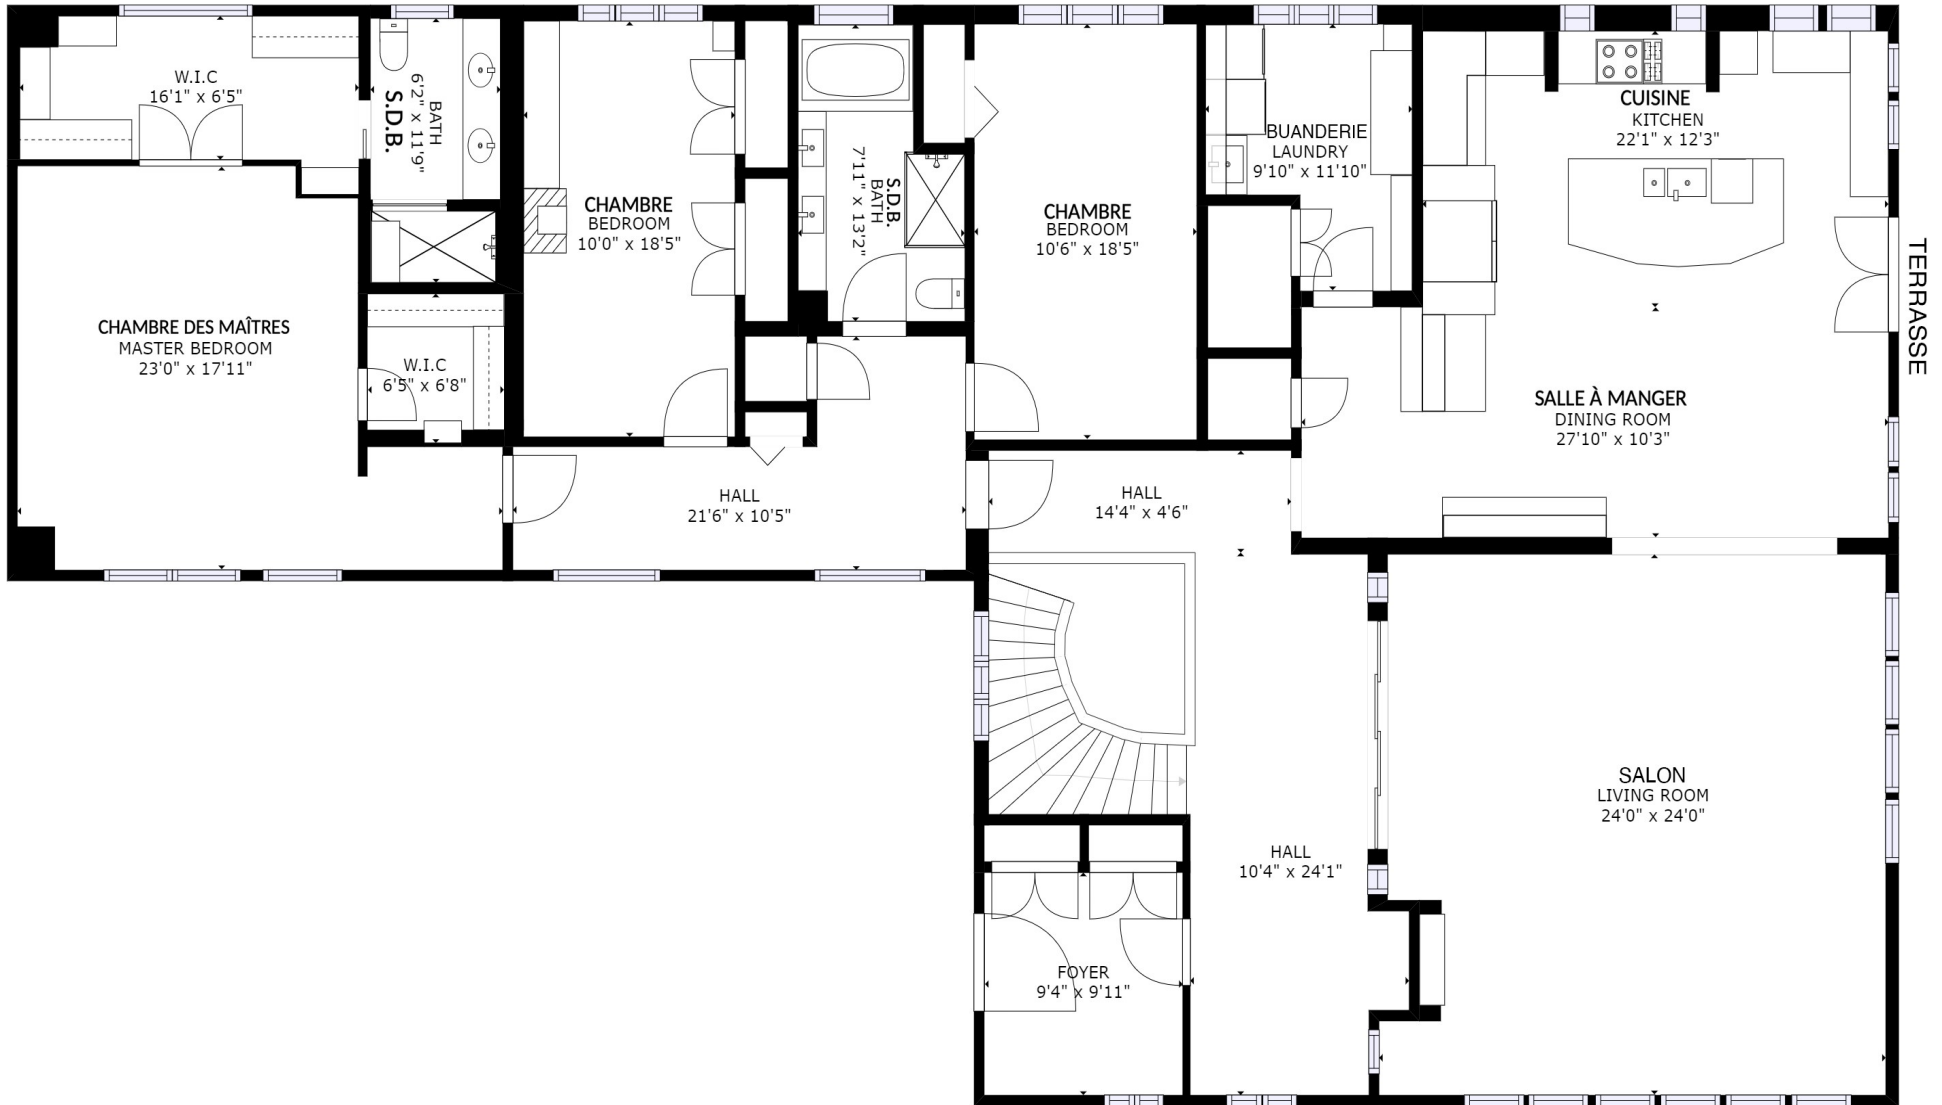 W.I.C
16'1" x 6'5"
S.D.B.
BATH
6'2" x 11'9"
CHAMBRE
BEDROOM
10'0" x 18'5"
S.D.B.
BATH
7'11" x 13'2"
CHAMBRE
BEDROOM
10'6" x 18'5"
BUANDERIE
LAUNDRY
9'10" x 11'10"
CUISINE
KITCHEN
22'1" x 12'3"
TERRASSE
CHAMBRE DES MAÎTRES
MASTER BEDROOM
23'0" x 17'11"
W.I.C
6'5" x 6'8"
SALLE À MANGER
DINING ROOM
27'10" x 10'3"
HALL
21'6" x 10'5"
HALL
14'4" x 4'6"
SALON
LIVING ROOM
24'0" x 24'0"
HALL
10'4" x 24'1"
FOYER
9'4" x 9'11"